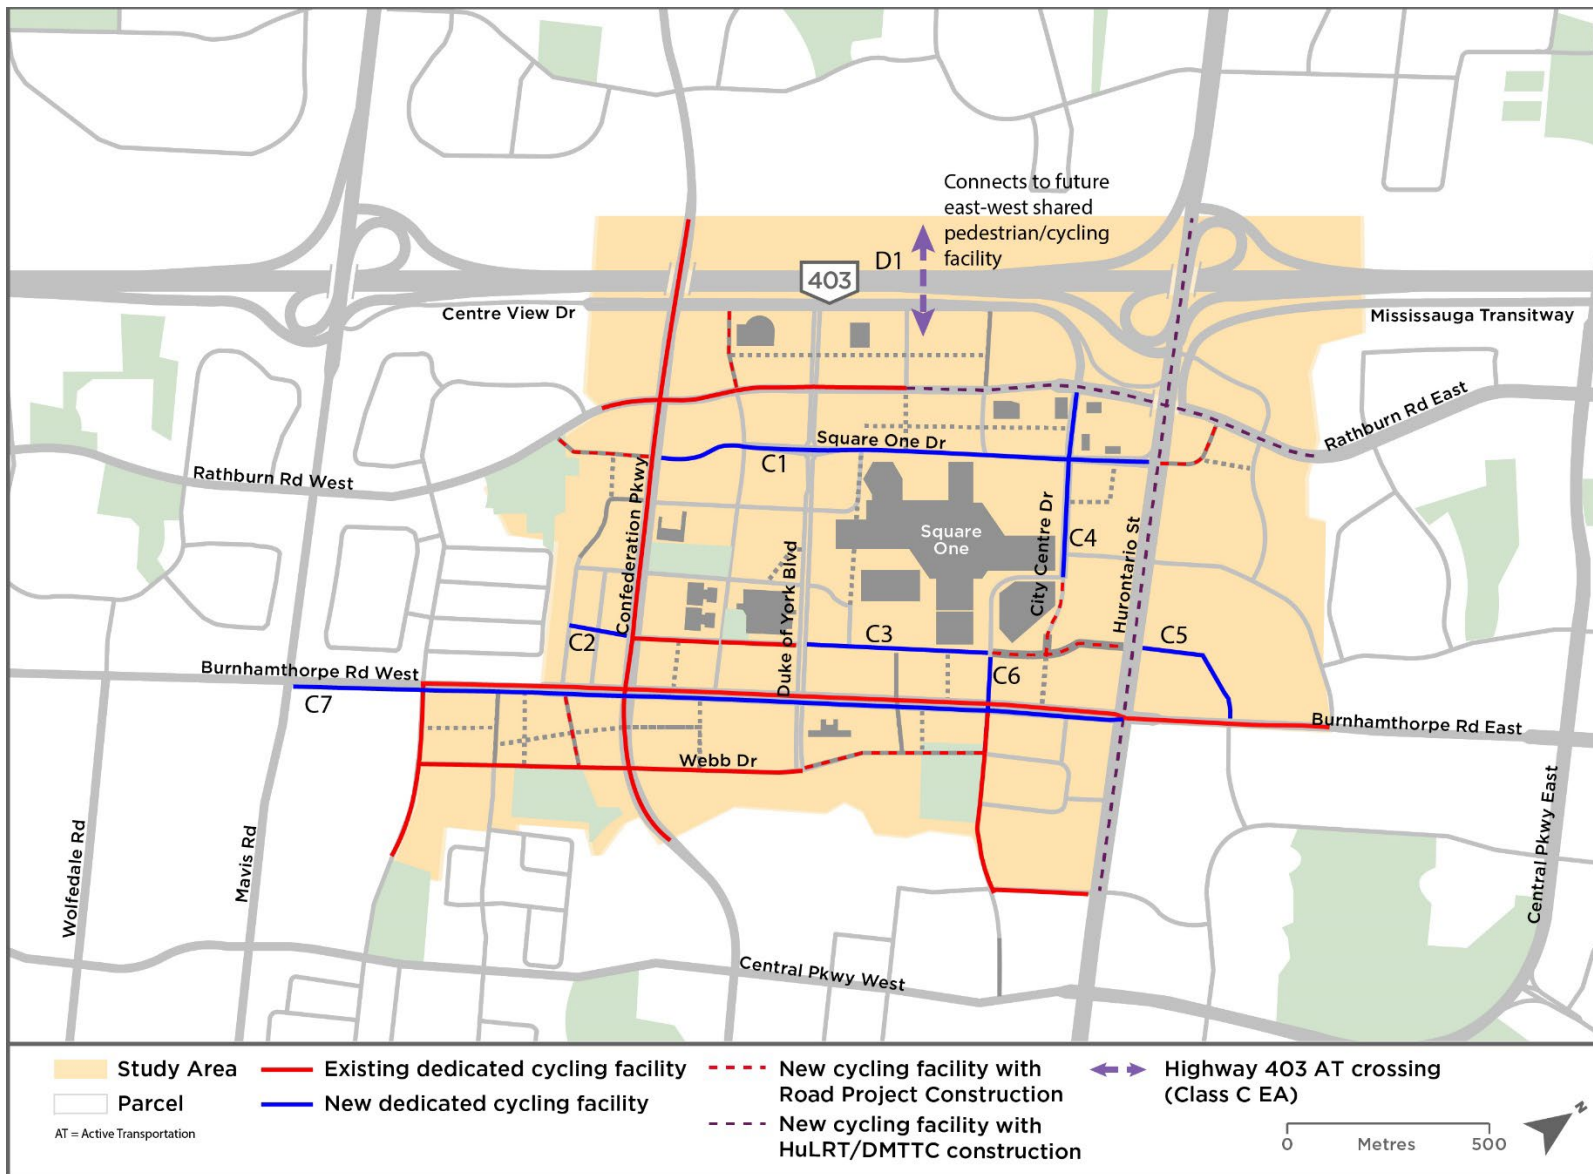 Connects to future
east-west shared
pedestrian/cycling
facility
D1
403
Centre View Dr
Mississauga Transitway
Rathburn Rd East
Square One Dr
C1
Rathburn Rd West
Confederation Pkwy
Square
One
City Centre Dr
C4
Hurontario St
Duke of York Blvd
C2
C3
C5
C6
Burnhamthorpe Rd West
C7
Burnhamthorpe Rd East
Webb Dr
Wolfedale Rd
Mavis Rd
Central Pkwy East
Central Pkwy West
Study Area
Parcel
AT = Active Transportation
Existing dedicated cycling facility
New dedicated cycling facility
New cycling facility with
Road Project Construction
New cycling facility with
HuLRT/DMTTC construction
Highway 403 AT crossing
(Class C EA)
0 Metres 500
N